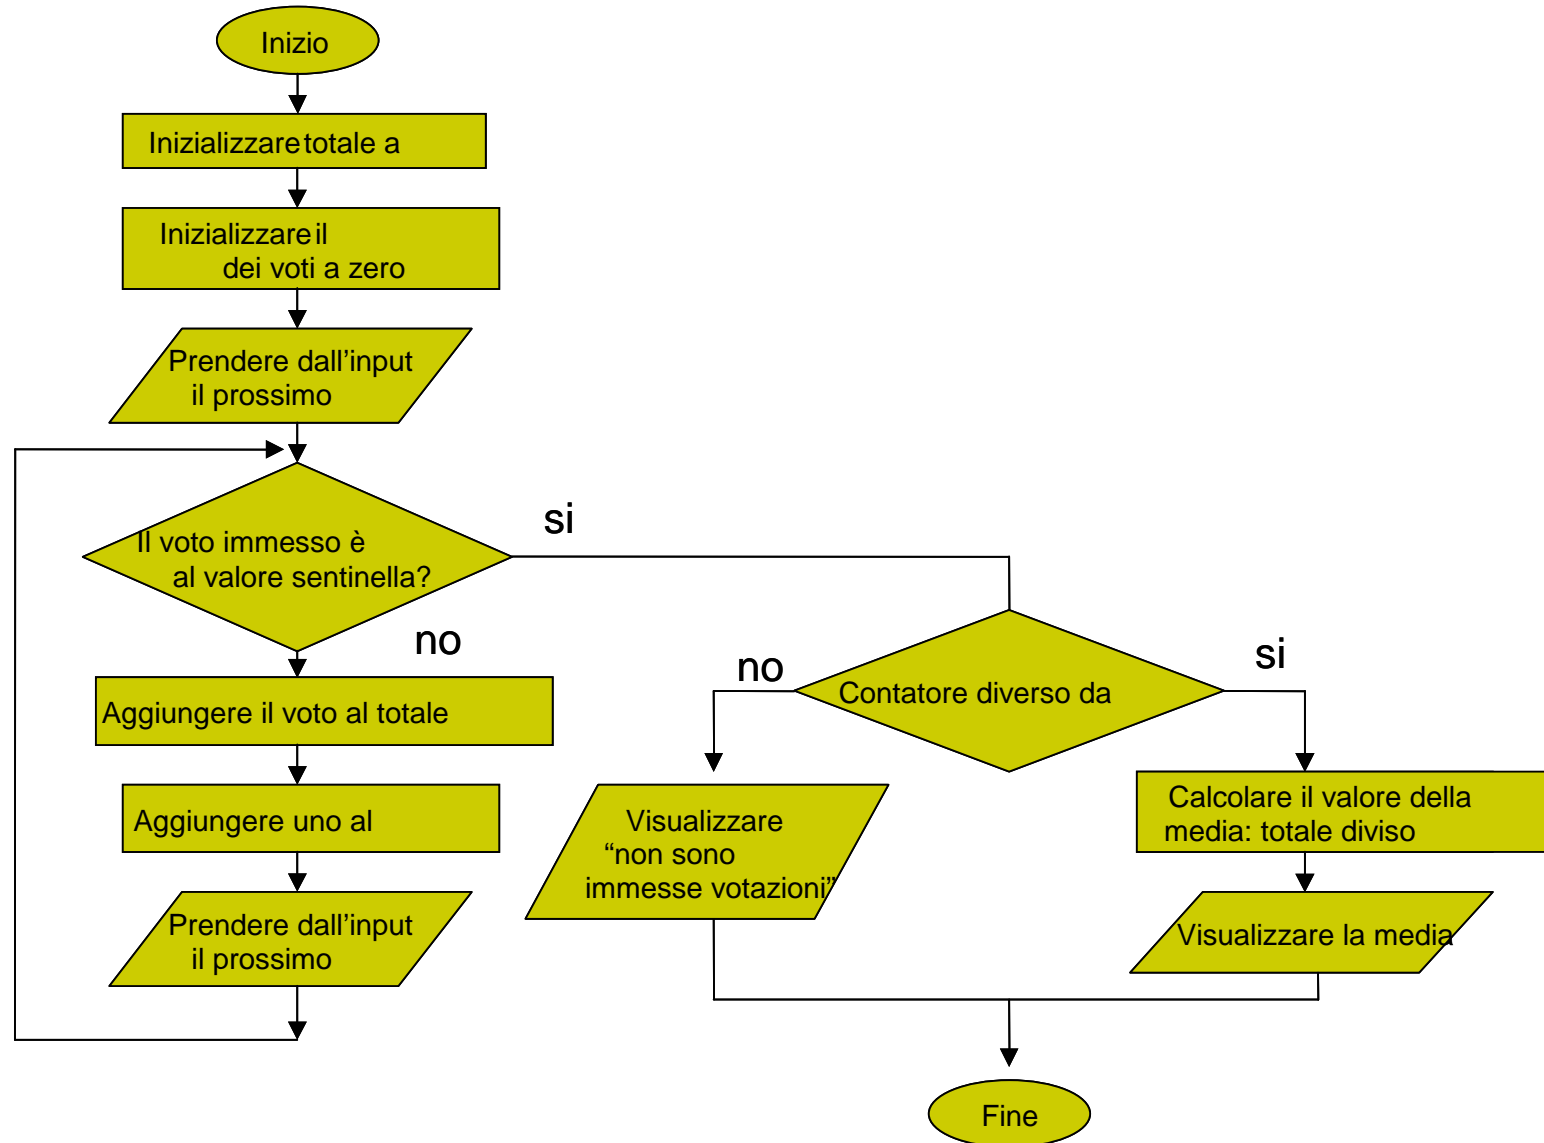 Inizio
Inizializzare totale a
Inizializzare il
dei voti a zero
Prendere dall’input
il prossimo
si
Il voto immesso è
al valore sentinella?
no
no
si
Contatore diverso da
Aggiungere il voto al totale
Aggiungere uno al
Visualizzare
“non sono
immesse votazioni”
Calcolare il valore della
media: totale diviso
Prendere dall’input
il prossimo
Visualizzare la media
Fine